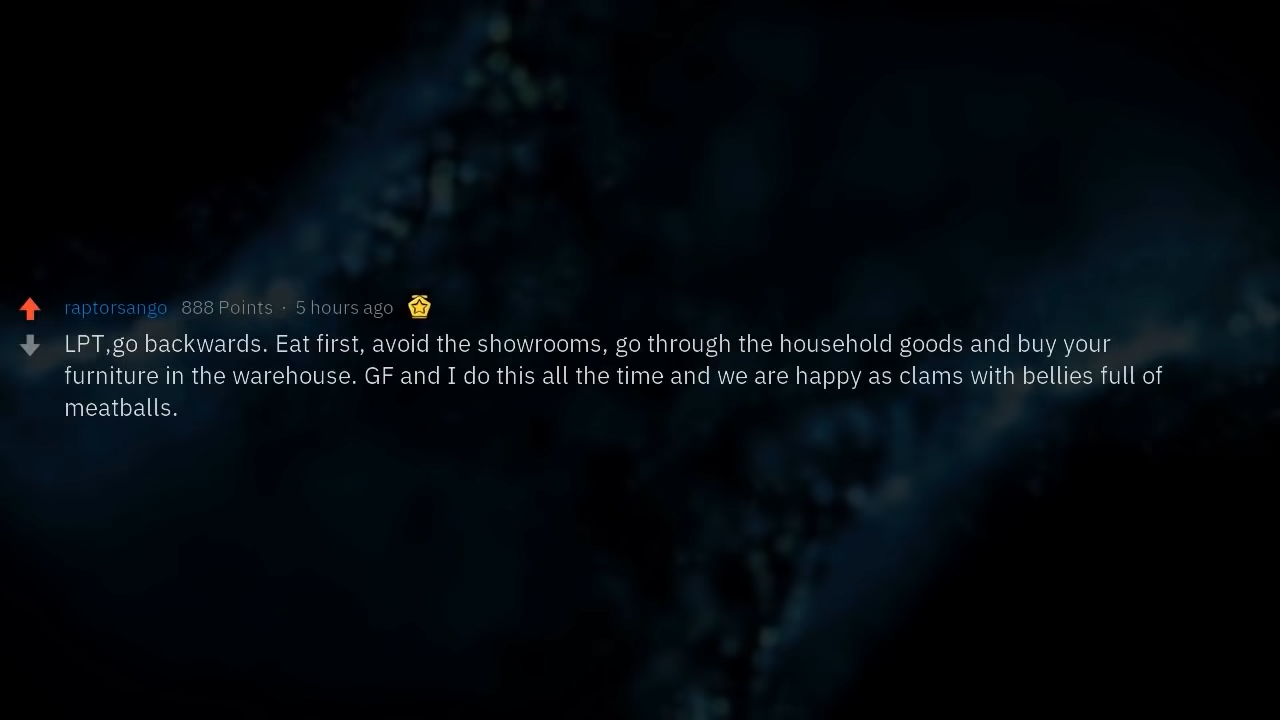 raptorsango 888 Points · 5 hours ago
LPT,go backwards. Eat first, avoid the showrooms, go through the household goods and buy your
furniture in the warehouse. GF and I do this all the time and we are happy as clams with bellies full of
meatballs.